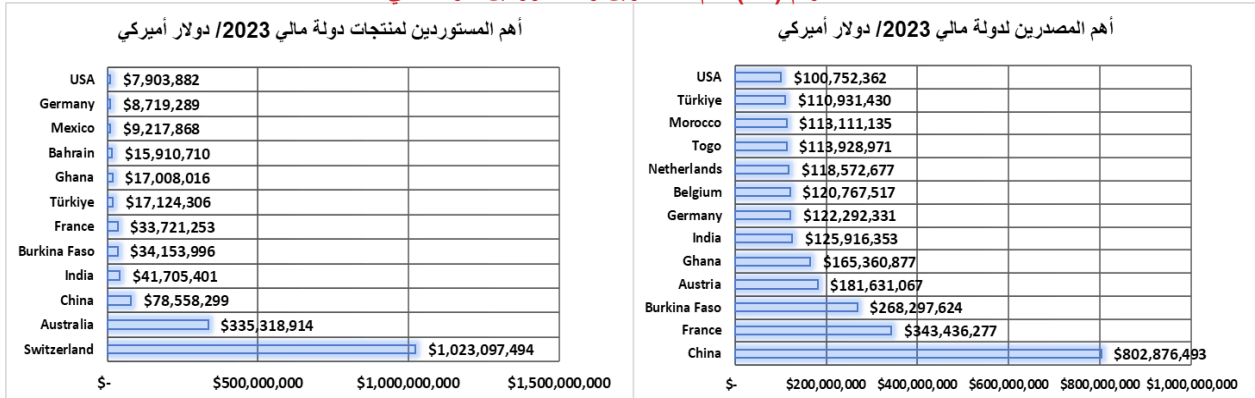 أهم المصدرين لدولة مالي 2023/ دولار أميركي
USA $100,752,362
Türkiye $110,931,430
Morocco $113,111,135
Togo $113,928,971
Netherlands $118,572,677
Belgium $120,767,517
Germany $122,292,331
India $125,916,353
Ghana $165,360,877
Austria $181,631,067
Burkina Faso $268,297,624
France $343,436,277
China $802,876,493
$- $200,000,000 $400,000,000 $600,000,000 $800,000,000 $1,000,000,000
أهم المستوردين لمنتجات دولة مالي 2023/ دولار أميركي
USA $7,903,882
Germany $8,719,289
Mexico $9,217,868
Bahrain $15,910,710
Ghana $17,008,016
Türkiye $17,124,306
France $33,721,253
Burkina Faso $34,153,996
India $41,705,401
China $78,558,299
Australia $335,318,914
Switzerland $1,023,097,494
$- $500,000,000 $1,000,000,000 $1,500,000,000